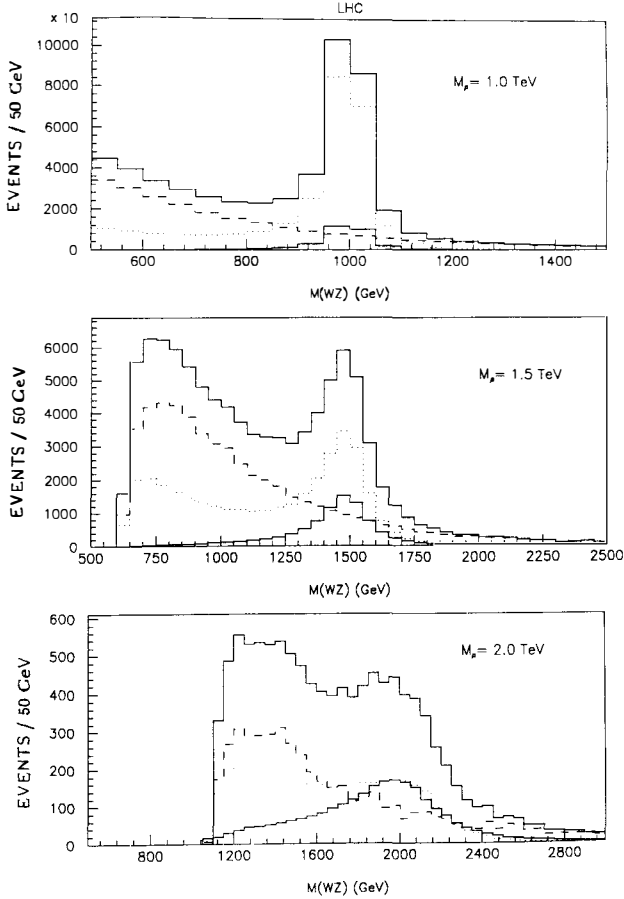 LHC
x 10
10000
8000
6000
4000
2000
0
EVENTS / 50 GeV
M_ρ = 1.0 TeV
600 800 1000 1200 1400
M(WZ) (GeV)
6000
5000
4000
3000
2000
1000
0
EVENTS / 50 GeV
M_ρ = 1.5 TeV
500 750 1000 1250 1500 1750 2000 2250 2500
M(WZ) (GeV)
600
500
400
300
200
100
0
EVENTS / 50 GeV
M_ρ = 2.0 TeV
800 1200 1600 2000 2400 2800
M(WZ) (GeV)